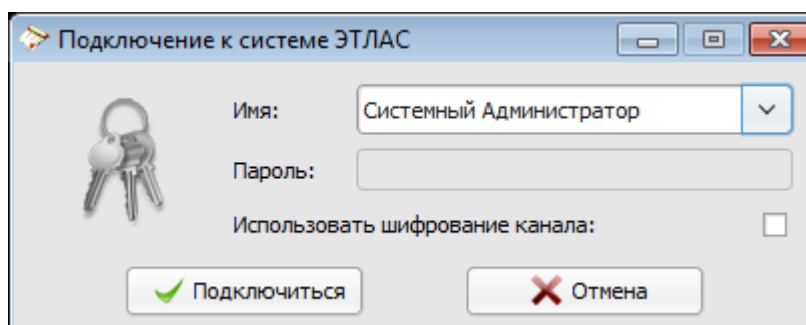 Подключение к системе ЭТЛАС
Имя: Системный Администратор
Пароль:
Использовать шифрование канала:
Подключиться Отмена